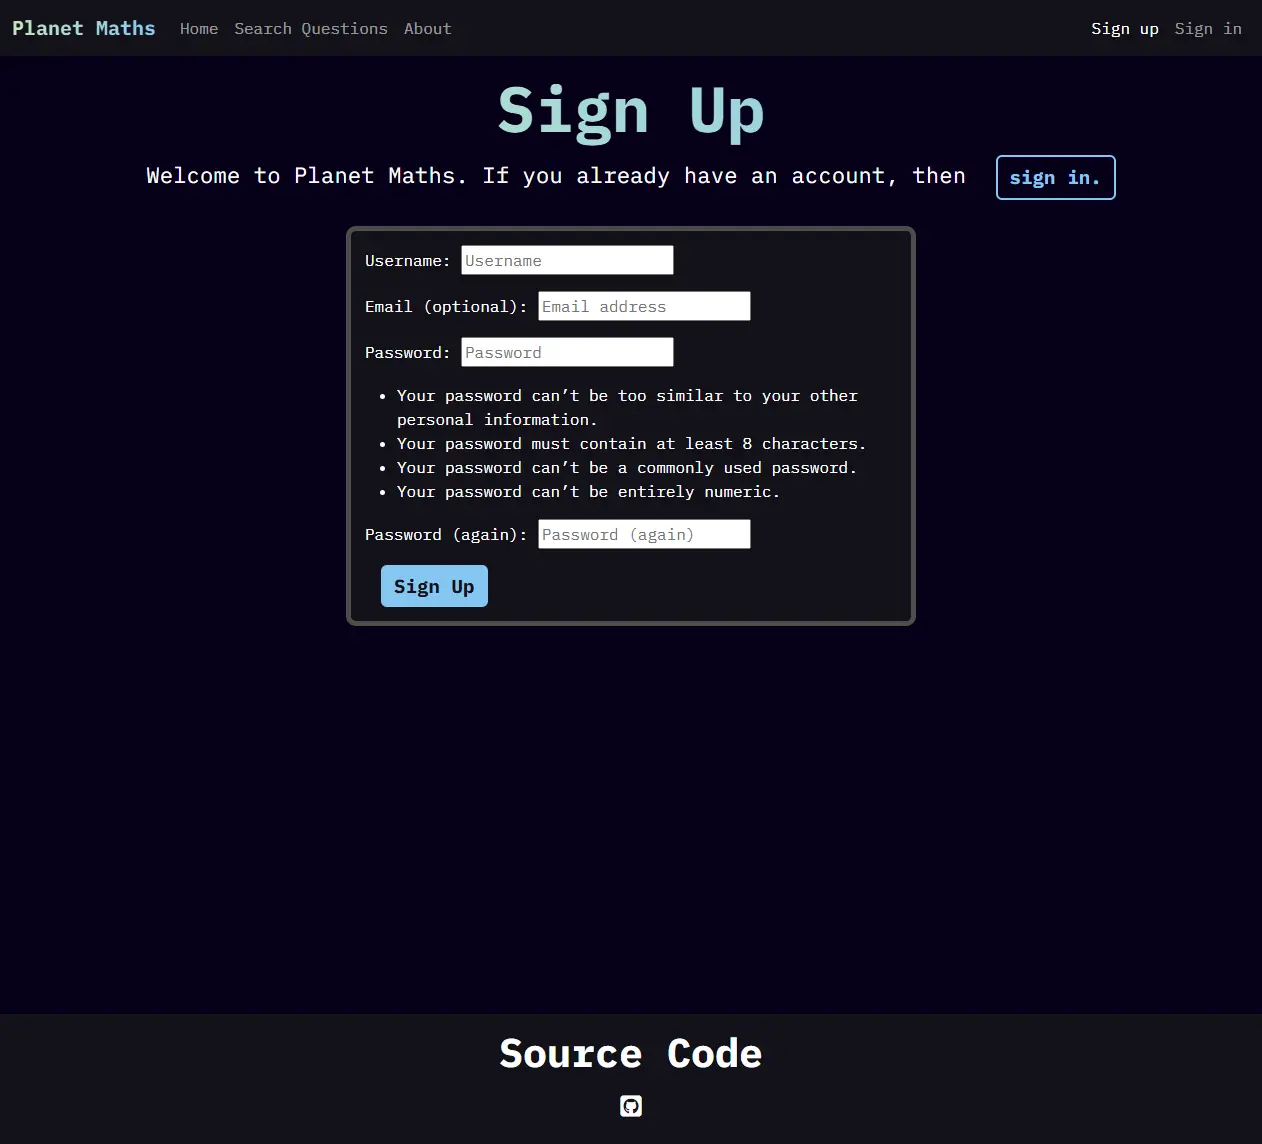 Planet Maths Home Search Questions About Sign up Sign in
Sign Up
Welcome to Planet Maths. If you already have an account, then sign in.
Username: Username
Email (optional): Email address
Password: Password
• Your password can’t be too similar to your other
personal information.
• Your password must contain at least 8 characters.
• Your password can’t be a commonly used password.
• Your password can’t be entirely numeric.
Password (again): Password (again)
Sign Up
Source Code